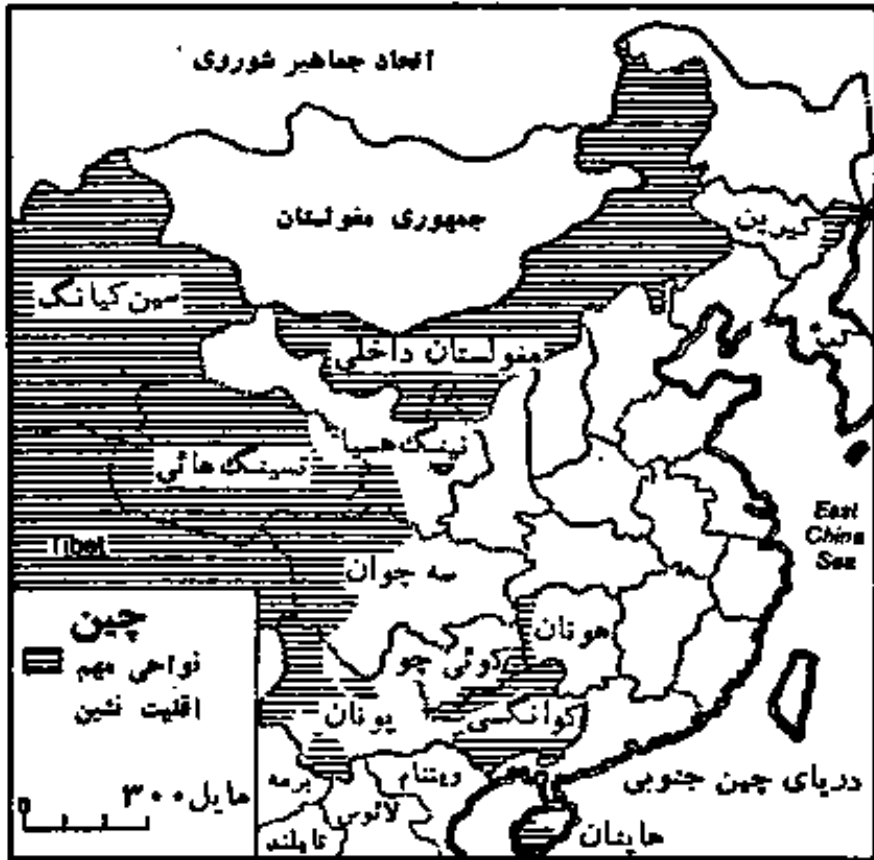 اتحاد جماهیر شوروی
جمهوری مغولستان
یرین
سین کیانگ
مغولستان داخلی
نینگ هسیا
تسینگ هائی
East
China
Sea
Tibet
سه چوان
چین
نواحی مهم
اقلیت نشین
هونان
کوئی چو
یونان
کوانگسی
برمه
ویتنام
لائوس
تایلند
دریای چین جنوبی
هاینان
۳۰۰ مایل
0